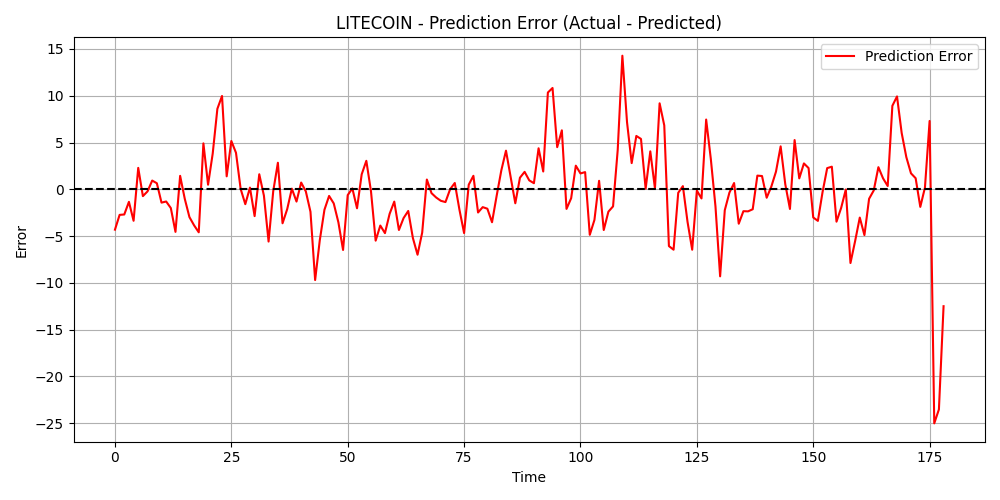 LITECOIN - Prediction Error (Actual - Predicted)
Prediction Error
15
10
5
0
−5
−10
−15
−20
−25
Error
0 25 50 75 100 125 150 175
Time